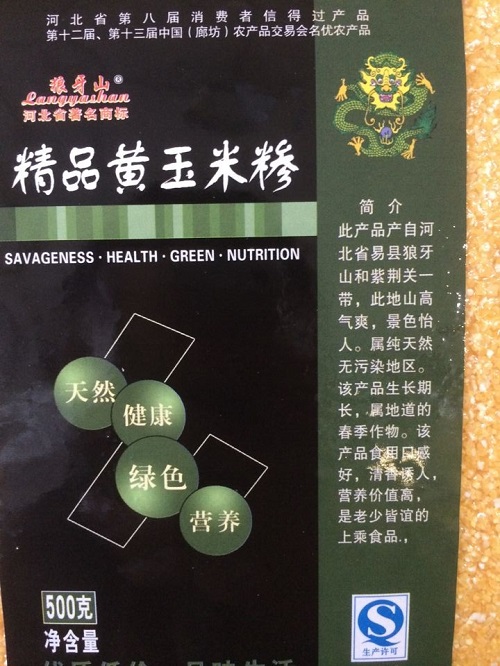 河北省第八届消费者信得过产品
第十二届、第十三届中国（廊坊）农产品交易会名优农产品
狼牙山®
Langyashan
河北省著名商标
精品黄玉米糁
SAVAGENESS · HEALTH · GREEN · NUTRITION
天然
健康
绿色
营养
500克
净含量
简 介
此产品产自河
北省易县狼牙
山和紫荆关一
带，此地山高
气爽，景色怡
人。属纯天然
无污染地区。
该产品生长期
长，属地道的
春季作物。该
产品食用口感
好，清香诱人，
营养价值高，
是老少皆谊的
上乘食品.，
S
生产许可